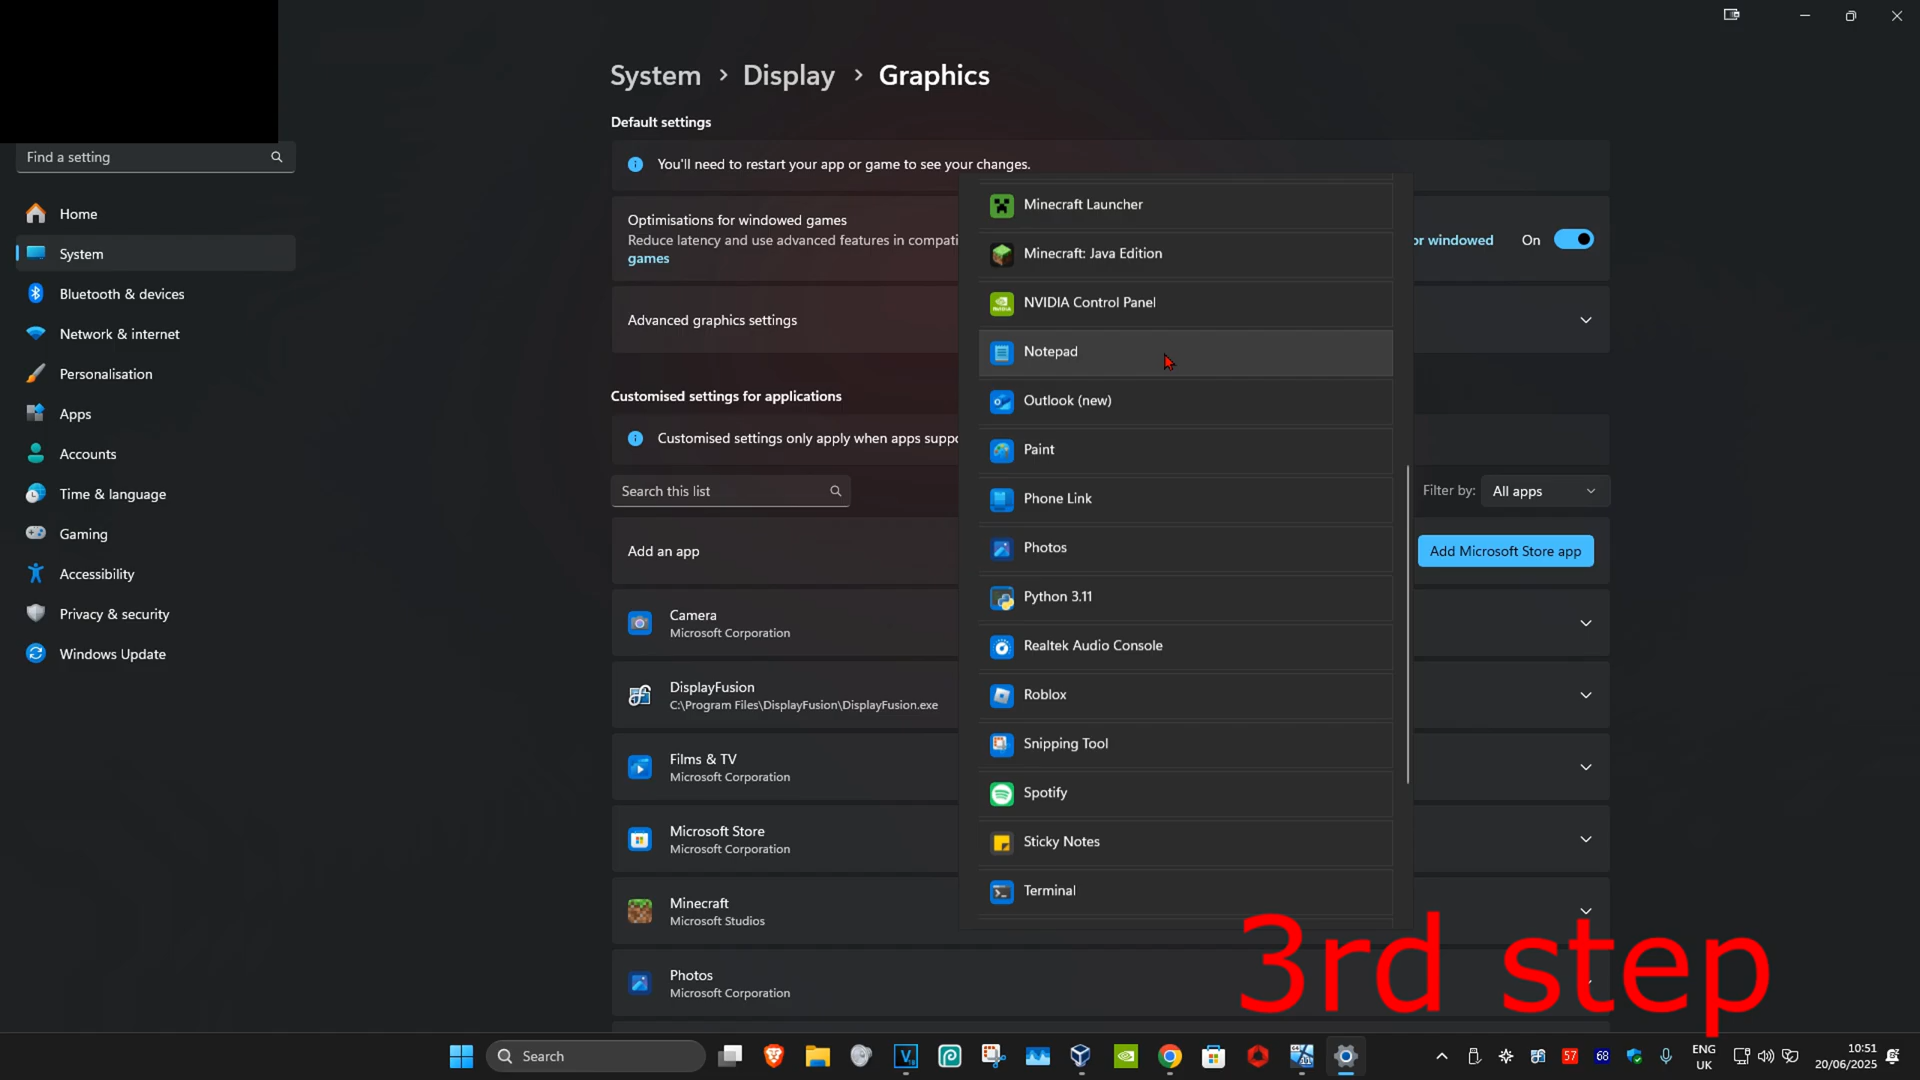 System > Display > Graphics
Default settings
You'll need to restart your app or game to see your changes.
Find a setting
Home
System
Bluetooth & devices
Network & internet
Personalisation
Apps
Accounts
Time & language
Gaming
Accessibility
Privacy & security
Windows Update
Optimisations for windowed games
Reduce latency and use advanced features in compati
games
or windowed
On
Advanced graphics settings
Customised settings for applications
Customised settings only apply when apps suppo
Search this list
Filter by: All apps
Add an app
Add Microsoft Store app
Camera
Microsoft Corporation
DisplayFusion
C:\Program Files\DisplayFusion\DisplayFusion.exe
Films & TV
Microsoft Corporation
Microsoft Store
Microsoft Corporation
Minecraft
Microsoft Studios
Photos
Microsoft Corporation
Minecraft Launcher
Minecraft: Java Edition
NVIDIA Control Panel
Notepad
Outlook (new)
Paint
Phone Link
Photos
Python 3.11
Realtek Audio Console
Roblox
Snipping Tool
Spotify
Sticky Notes
Terminal
3rd step
Search
57
68
ENG
UK
10:51
20/06/2025